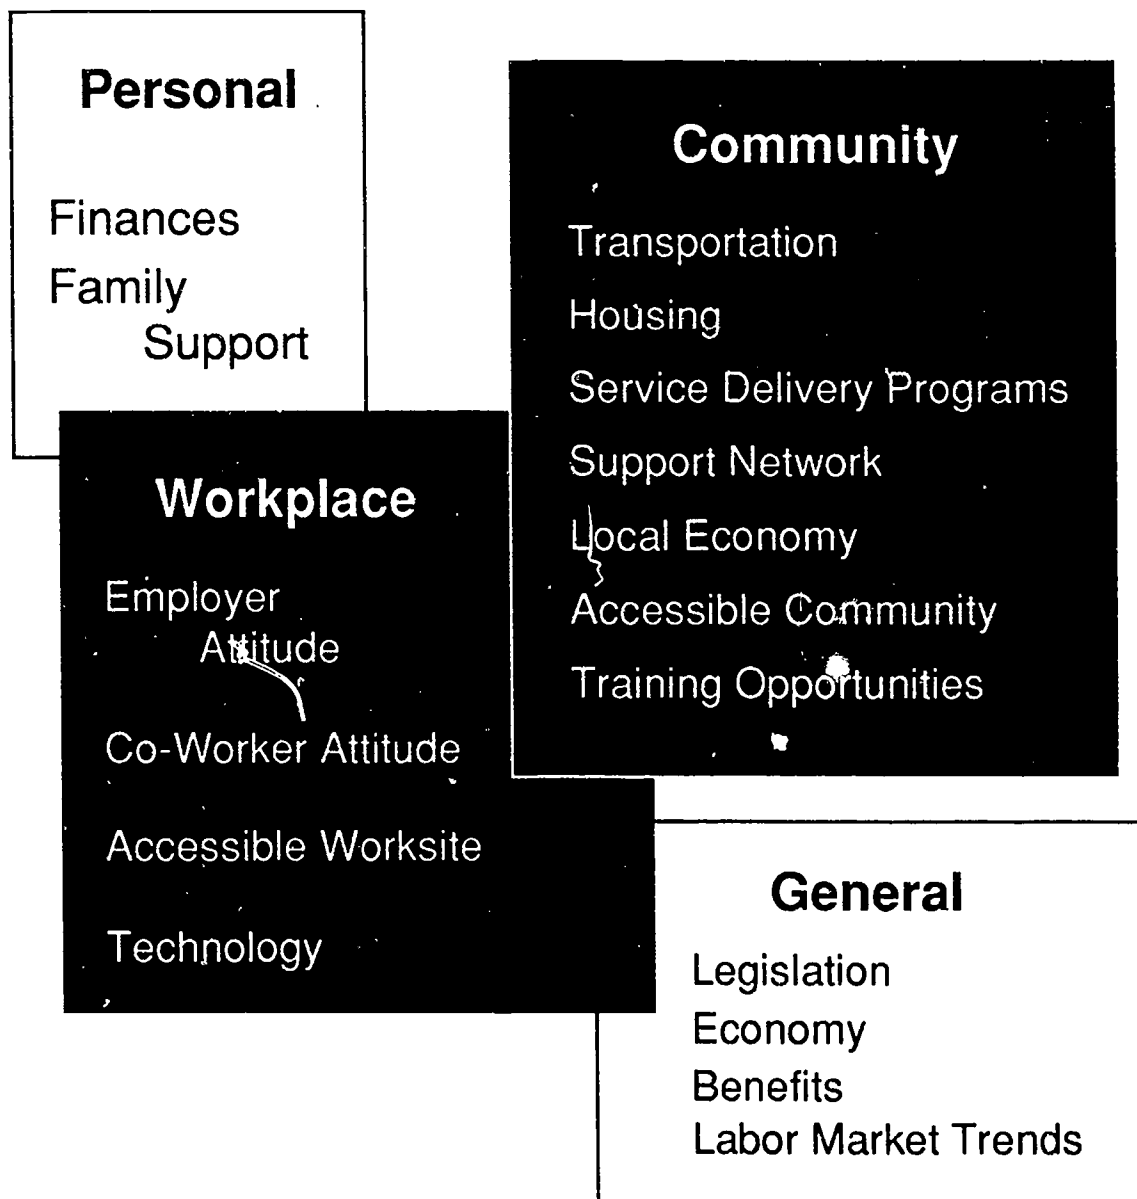 Personal
Finances
Family
Support
Community
Transportation
Housing
Service Delivery Programs
Support Network
Local Economy
Accessible Community
Training Opportunities
Workplace
Employer
Attitude
Co-Worker Attitude
Accessible Worksite
Technology
General
Legislation
Economy
Benefits
Labor Market Trends